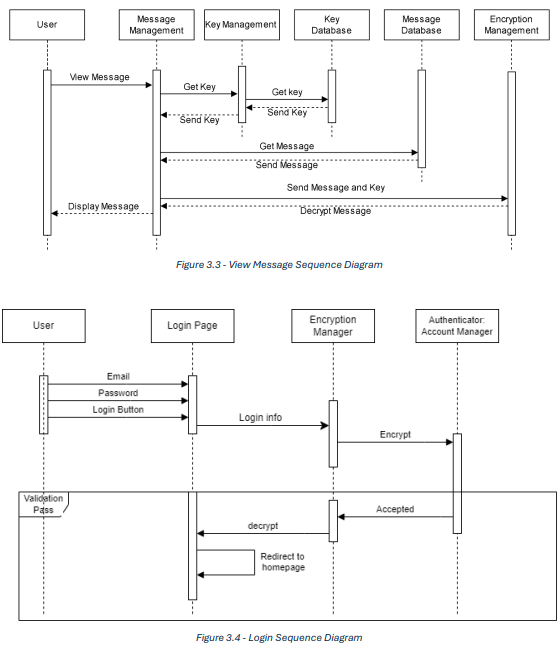 User
Message
Management
Key Management
Key
Database
Message
Database
Encryption
Management
View Message
Get Key
Get key
Send Key
Send Key
Get Message
Send Message
Send Message and Key
Display Message
Decrypt Message
Figure 3.3 - View Message Sequence Diagram
User
Login Page
Encryption
Manager
Authenticator:
Account Manager
Email
Password
Login Button
Login info
Encrypt
Validation
Pass
Accepted
decrypt
Redirect to
homepage
Figure 3.4 - Login Sequence Diagram